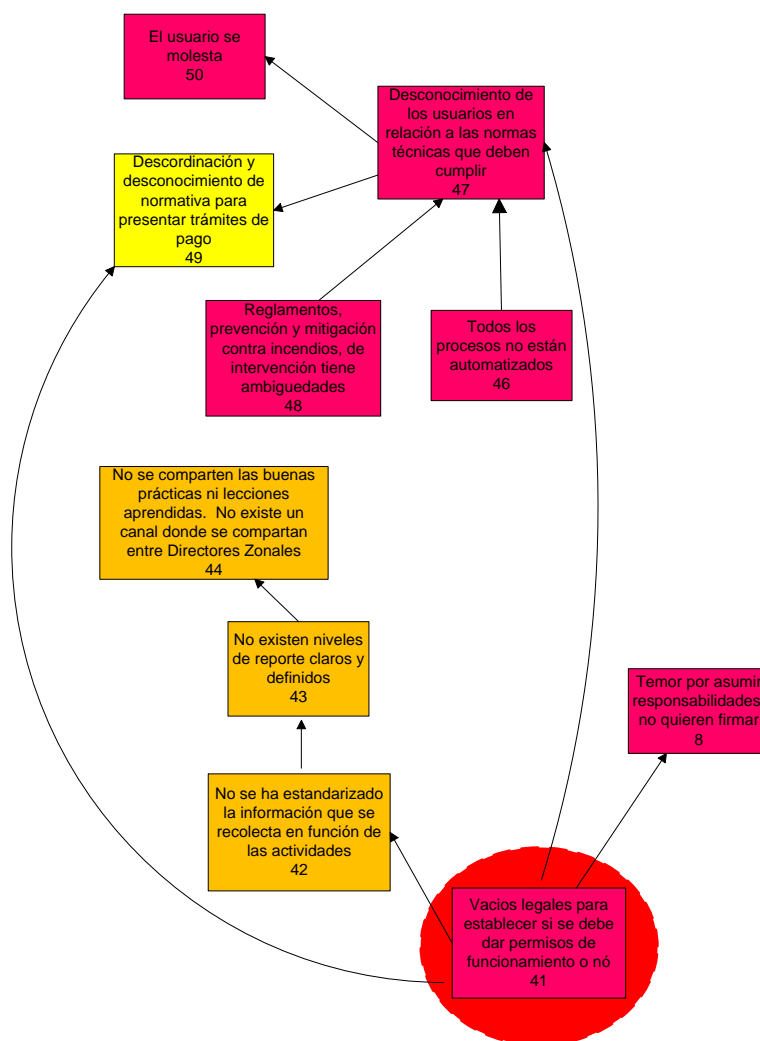 El usuario se
molesta
50
Desconocimiento de
los usuarios en
relación a las normas
técnicas que deben
cumplir
47
Descordinación y
desconocimiento de
normativa para
presentar trámites de
pago
49
Reglamentos,
prevención y mitigación
contra incendios, de
intervención tiene
ambiguedades
48
Todos los
procesos no están
automatizados
46
No se comparten las buenas
prácticas ni lecciones
aprendidas.  No existe un
canal donde se compartan
entre Directores Zonales
44
No existen niveles
de reporte claros y
definidos
43
Temor por asumir
responsabilidades
no quieren firmar
8
No se ha estandarizado
la información que se
recolecta en función de
las actividades
42
Vacios legales para
establecer si se debe
dar permisos de
funcionamiento o nó
41